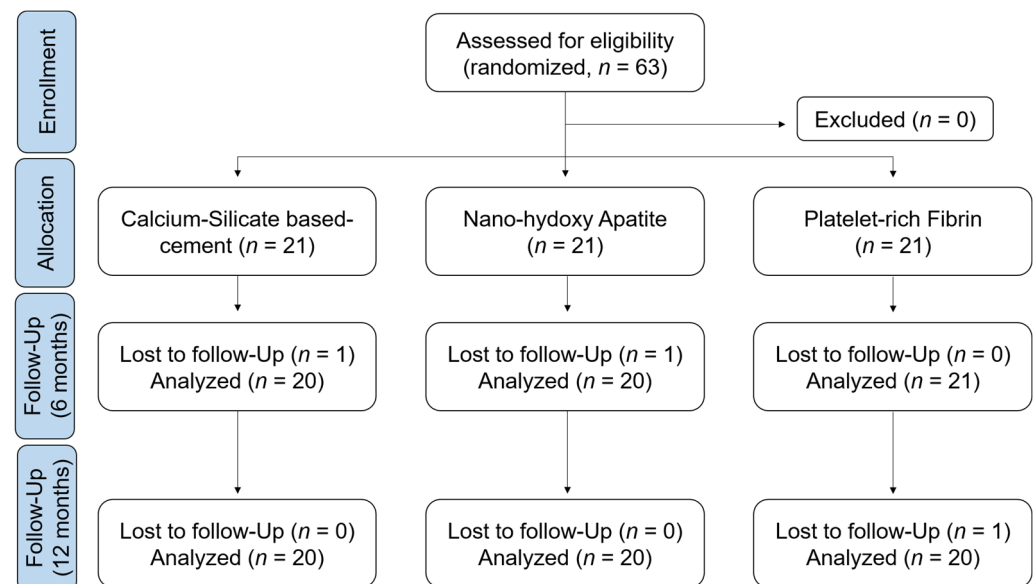 Enrollment
Assessed for eligibility
(randomized, n = 63)
Excluded (n = 0)
Allocation
Calcium-Silicate based-
cement (n = 21)
Nano-hydoxy Apatite
(n = 21)
Platelet-rich Fibrin
(n = 21)
Follow-Up
(6 months)
Lost to follow-Up (n = 1)
Analyzed (n = 20)
Lost to follow-Up (n = 1)
Analyzed (n = 20)
Lost to follow-Up (n = 0)
Analyzed (n = 21)
Follow-Up
(12 months)
Lost to follow-Up (n = 0)
Analyzed (n = 20)
Lost to follow-Up (n = 0)
Analyzed (n = 20)
Lost to follow-Up (n = 1)
Analyzed (n = 20)